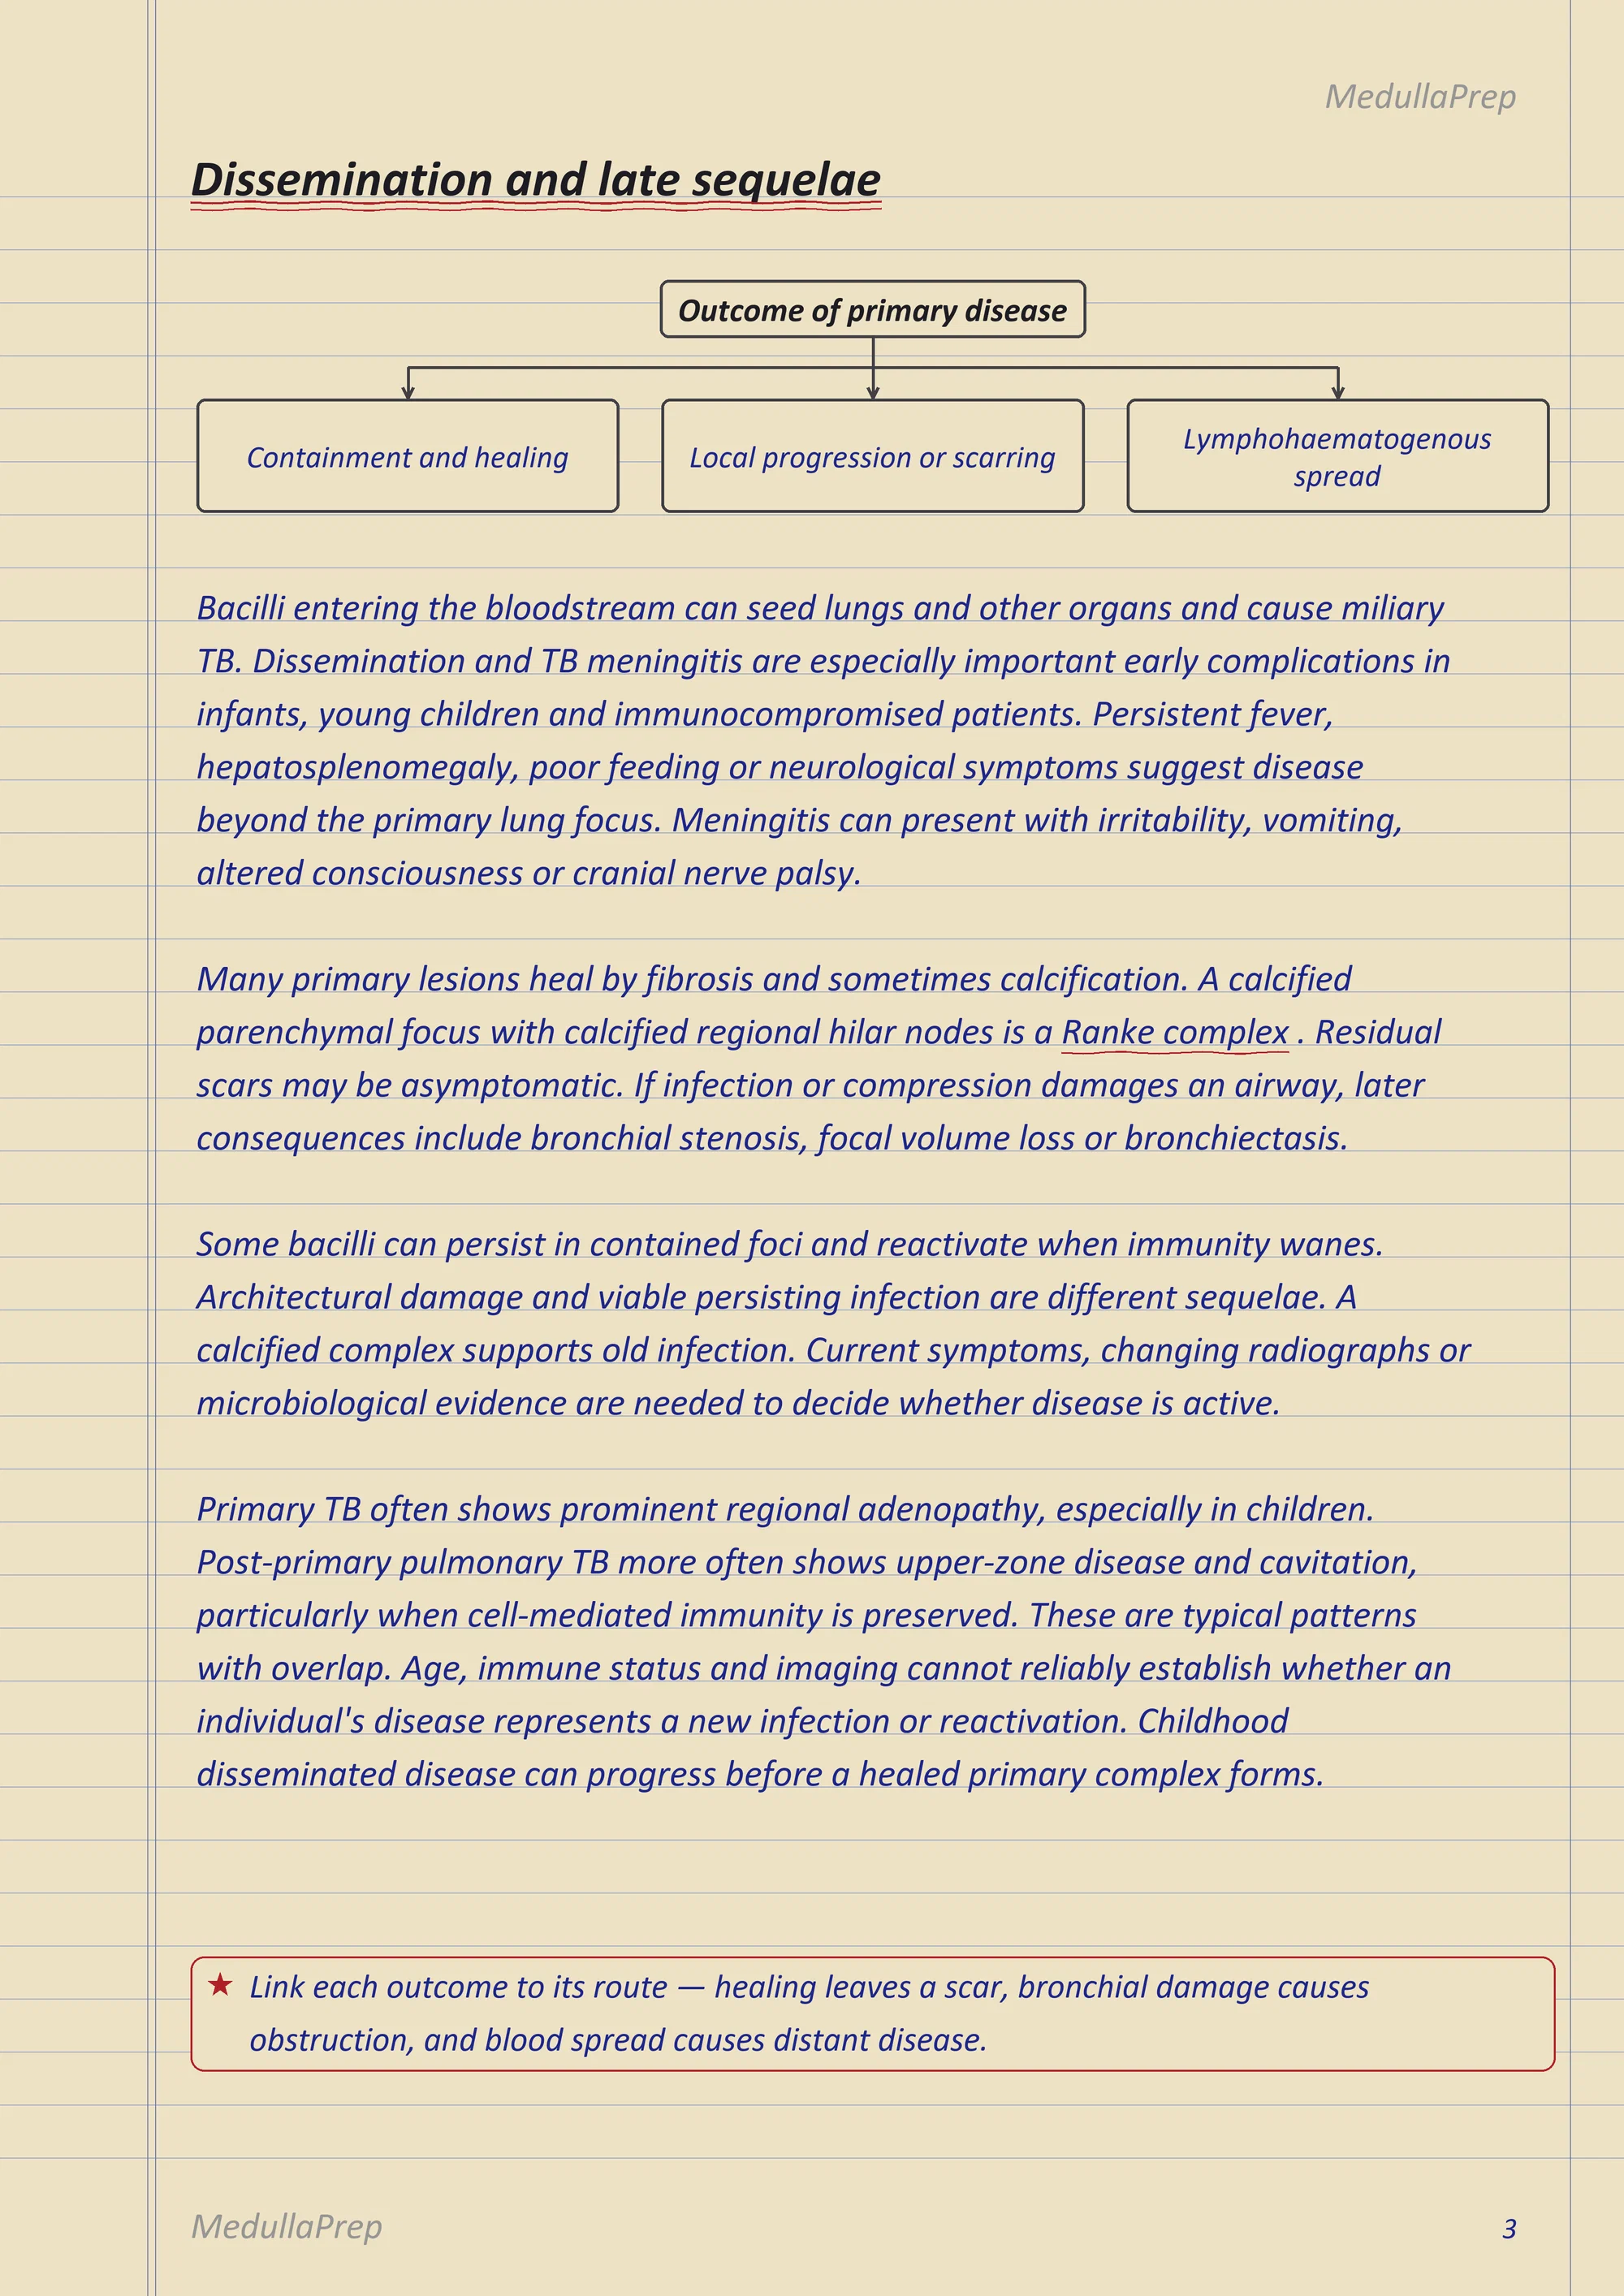 MedullaPrep
Dissemination and late sequelae
Outcome of primary disease
Containment and healing
Local progression or scarring
Lymphohaematogenous
spread
Bacilli entering the bloodstream can seed lungs and other organs and cause miliary
TB. Dissemination and TB meningitis are especially important early complications in
infants, young children and immunocompromised patients. Persistent fever,
hepatosplenomegaly, poor feeding or neurological symptoms suggest disease
beyond the primary lung focus. Meningitis can present with irritability, vomiting,
altered consciousness or cranial nerve palsy.
Many primary lesions heal by fibrosis and sometimes calcification. A calcified
parenchymal focus with calcified regional hilar nodes is a Ranke complex . Residual
scars may be asymptomatic. If infection or compression damages an airway, later
consequences include bronchial stenosis, focal volume loss or bronchiectasis.
Some bacilli can persist in contained foci and reactivate when immunity wanes.
Architectural damage and viable persisting infection are different sequelae. A
calcified complex supports old infection. Current symptoms, changing radiographs or
microbiological evidence are needed to decide whether disease is active.
Primary TB often shows prominent regional adenopathy, especially in children.
Post-primary pulmonary TB more often shows upper-zone disease and cavitation,
particularly when cell-mediated immunity is preserved. These are typical patterns
with overlap. Age, immune status and imaging cannot reliably establish whether an
individual's disease represents a new infection or reactivation. Childhood
disseminated disease can progress before a healed primary complex forms.
★ Link each outcome to its route — healing leaves a scar, bronchial damage causes
obstruction, and blood spread causes distant disease.
MedullaPrep
3